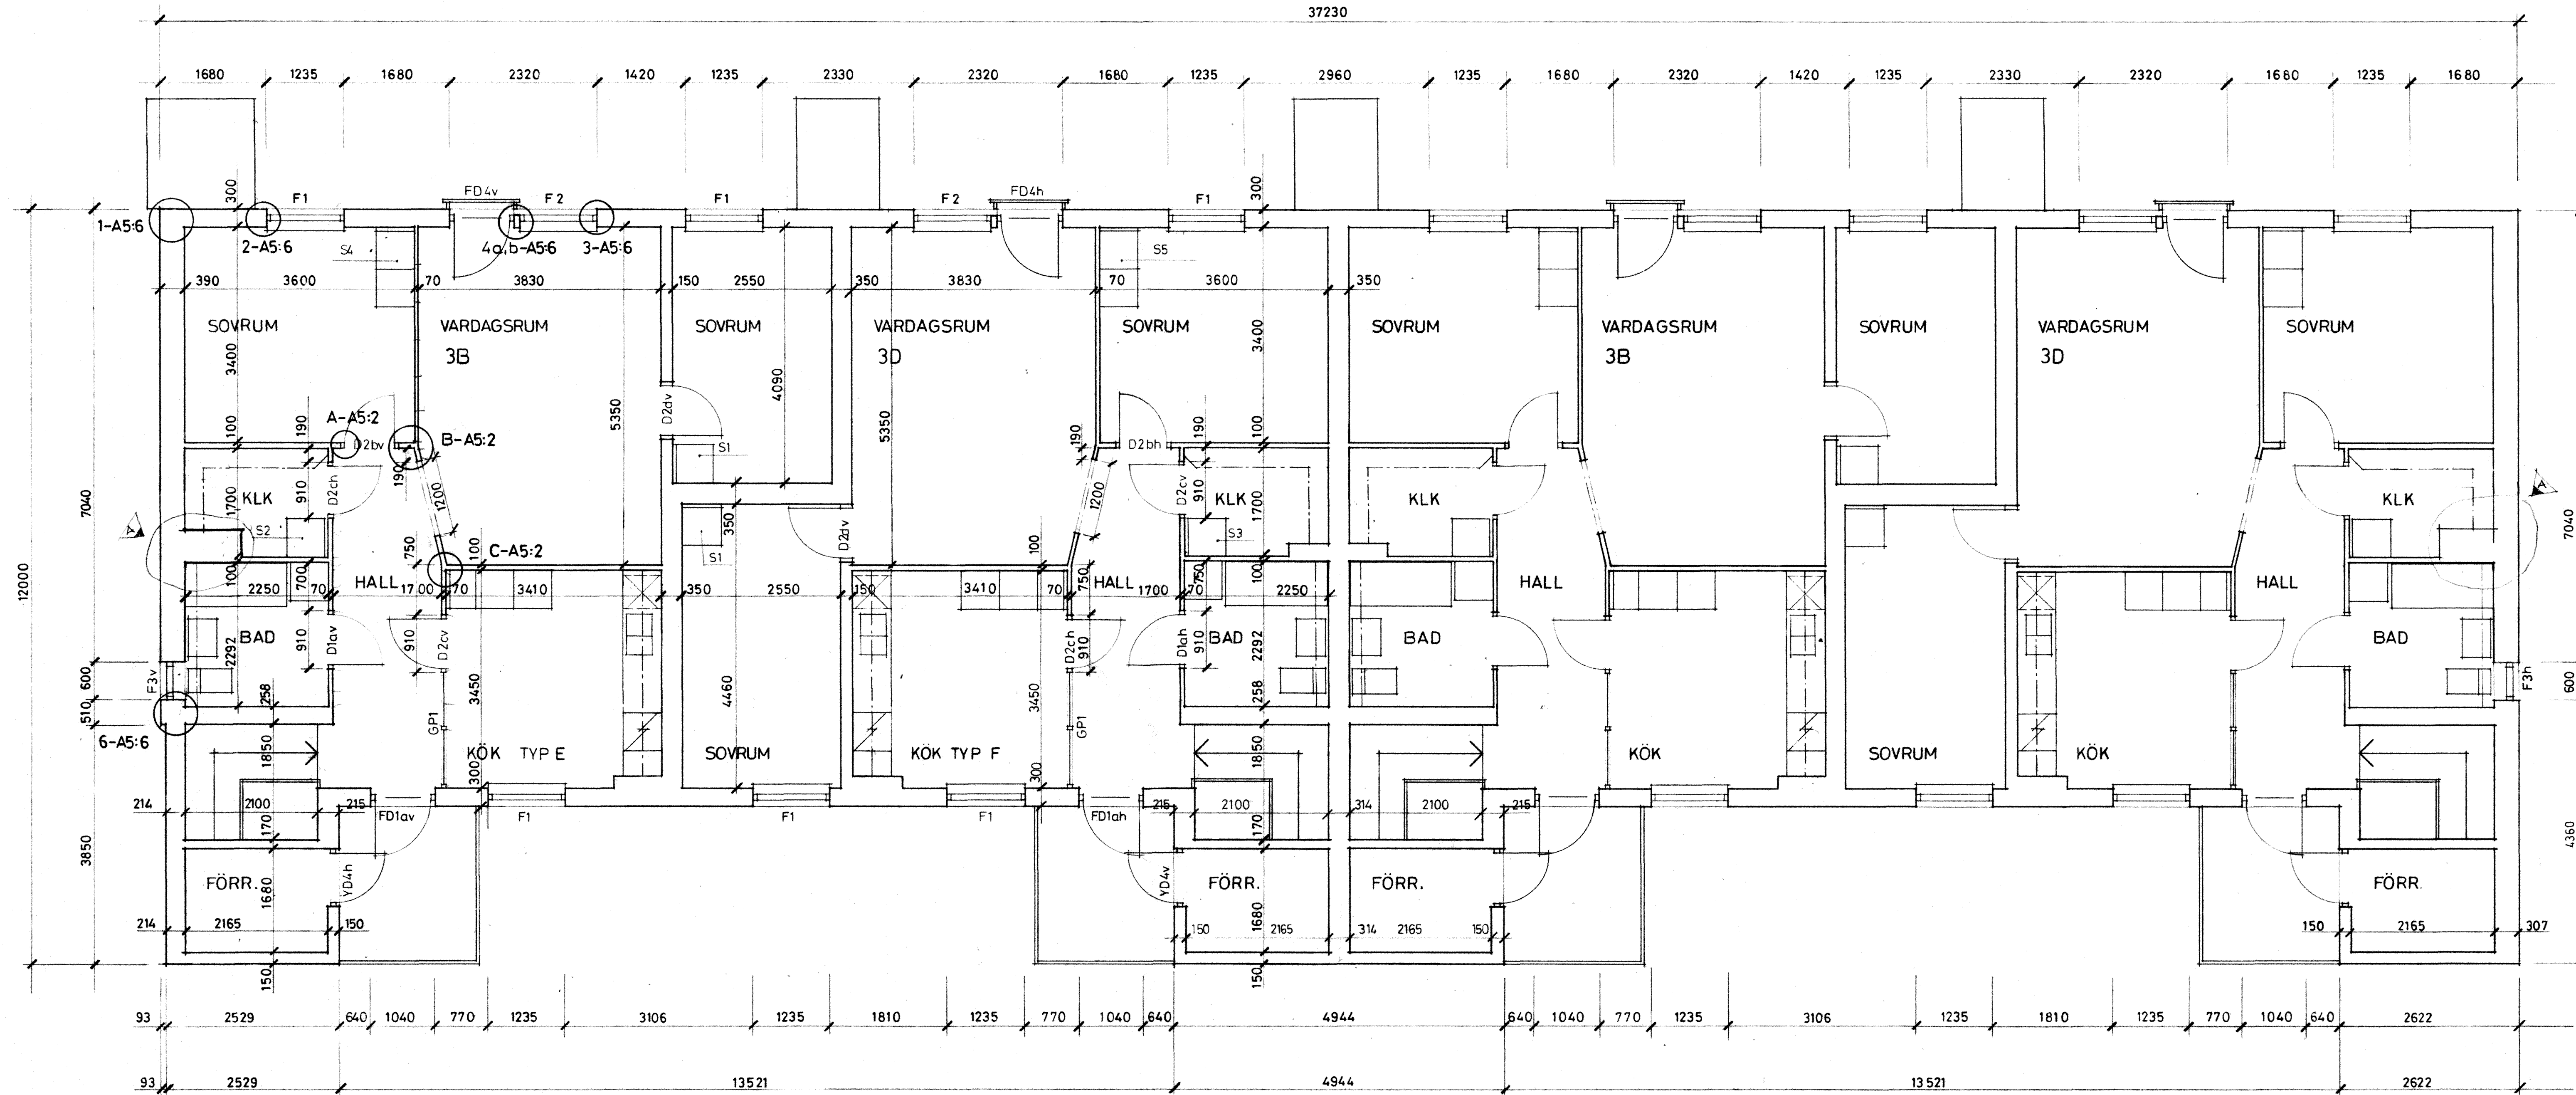 37230
1680 1235 1680 2320 1420 1235 2330 2320 1680 1235 2960 1235 1680 2320 1420 1235 2330 2320 1680 1235 1680
300 F1 FD4v F2 F1 F2 FD4h F1 300
1-A5:6 2-A5:6 4a,b-A5:6 3-A5:6
S4 S5
390 3600 70 3830 150 2550 350 3830 70 3600 350
SOVRUM VARDAGSRUM SOVRUM VARDAGSRUM SOVRUM SOVRUM VARDAGSRUM SOVRUM VARDAGSRUM SOVRUM
3B 3D 3B 3D
3400 5350 4090 5350 3400
A-A5:2 D2dv
100 190 D2bv B-A5:2 190 D2bh 190 100
190 S1
KLK 1700 910 D2ch 1200 1200 D2cv 910 KLK 1700 KLK KLK
A S2 350 S1 D2dv S3 A
7040 7040
750 100 C-A5:2 100 750
12000
100 700 HALL HALL 750 100 HALL HALL
2250 70 1700 70 3410 350 2550 150 3410 70 1700 70 2250
BAD 2292 910 D1av 910 D2cv D2ch 910 D1ah 910 BAD 2292 BAD BAD
600 F3v 3450 4460 3450 F3h 600
510 258 258
6-A5:6 GP1 GP1
1850 KÖK TYP E SOVRUM KÖK TYP F 1850 KÖK SOVRUM KÖK
300 300
214 2100 215 215 2100 314 2100 215
170 FD1av F1 F1 F1 FD1ah 170
3850 4360
FÖRR. 1680 YD4h YD4v FÖRR. 1680 FÖRR. FÖRR.
214 2165 150 150 2165 314 2165 150 150 2165 307
150 150
93 2529 640 1040 770 1235 3106 1235 1810 1235 770 1040 640 4944 640 1040 770 1235 3106 1235 1810 1235 770 1040 640 2622
93 2529 13521 4944 13521 2622